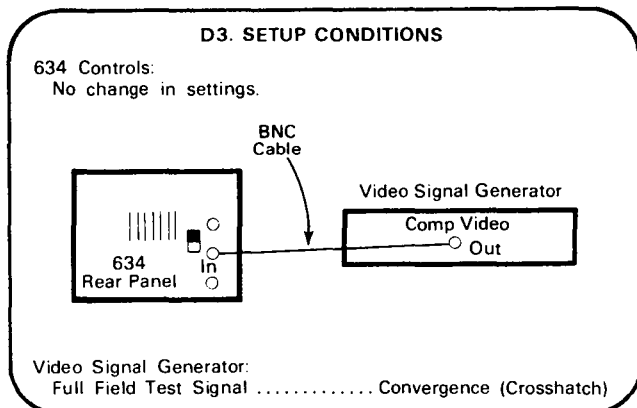 D3. SETUP CONDITIONS
634 Controls:
No change in settings.
BNC
Cable
Video Signal Generator
Comp Video
Out
In
634
Rear Panel
Video Signal Generator:
Full Field Test Signal ............. Convergence (Crosshatch)